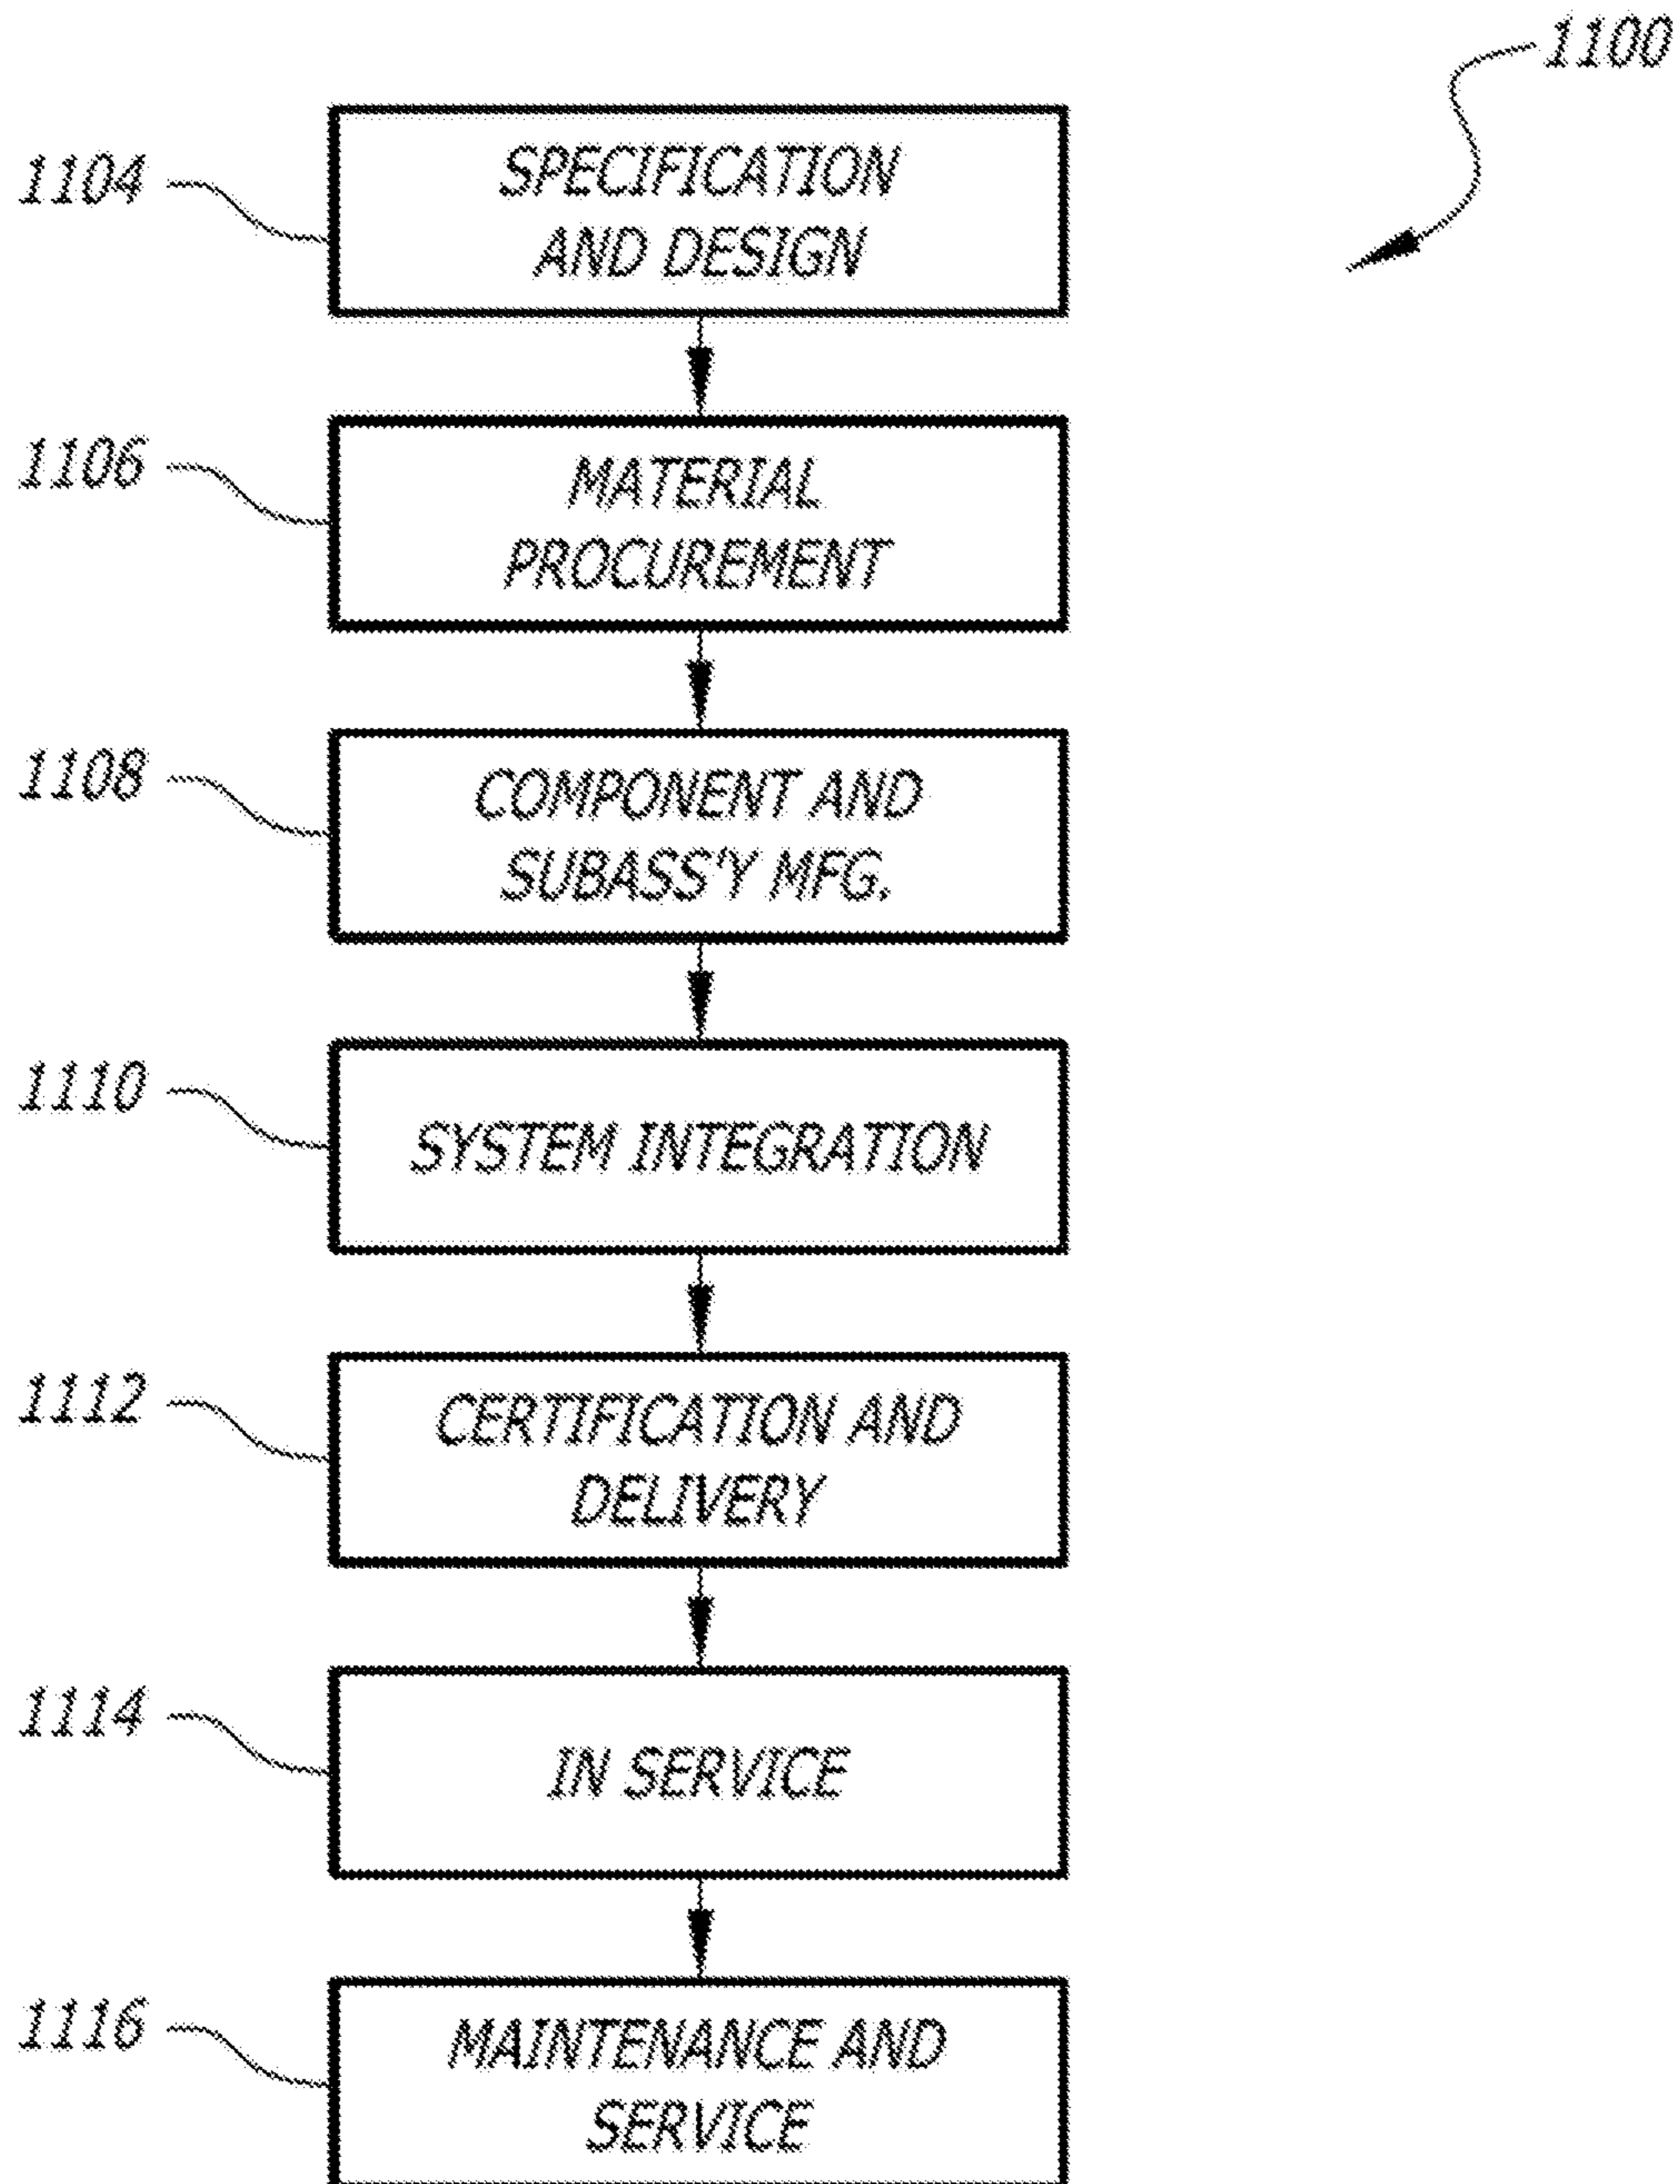 1100
1104
SPECIFICATION
AND DESIGN
1106
MATERIAL
PROCUREMENT
1108
COMPONENT AND
SUBASS'Y MFG.
1110
SYSTEM INTEGRATION
1112
CERTIFICATION AND
DELIVERY
1114
IN SERVICE
1116
MAINTENANCE AND
SERVICE